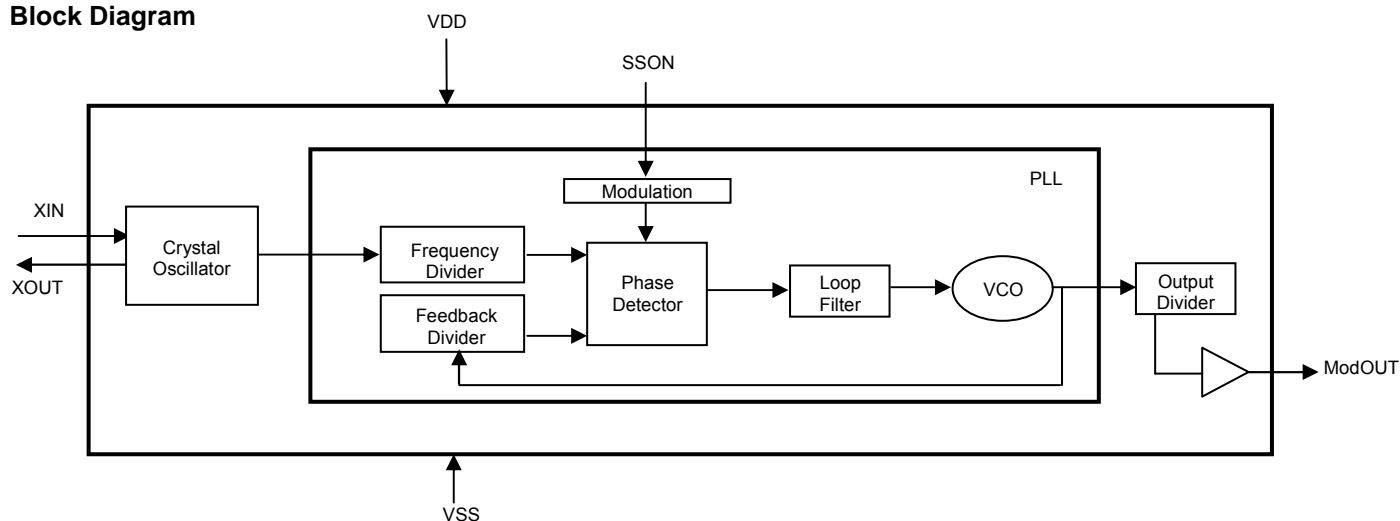 Block Diagram
VDD
SSON
PLL
Modulation
XIN
XOUT
Crystal
Oscillator
Frequency
Divider
Feedback
Divider
Phase
Detector
Loop
Filter
VCO
Output
Divider
ModOUT
VSS